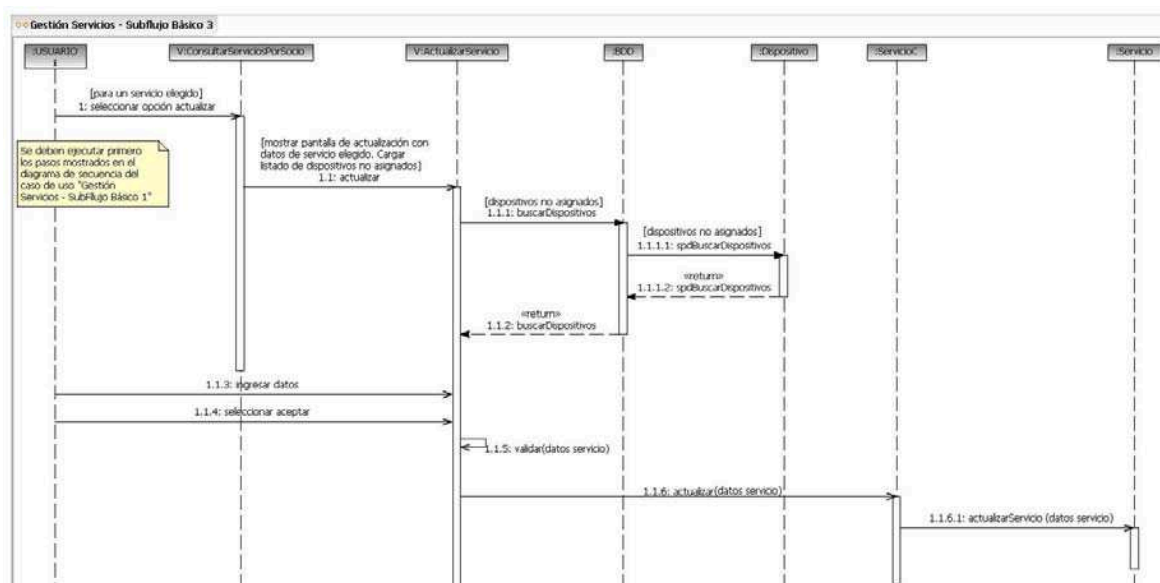 Gestión Servicios - Subflujo Básico 3
:USUARIO
V:ConsultarServiciosPorSocio
V:ActualizarServicio
:BDD
:Dispositivo
:ServicioC
:Servicio
[para un servicio elegido]
1: seleccionar opción actualizar
Se deben ejecutar primero
los pasos mostrados en el
diagrama de secuencia del
caso de uso "Gestión
Servicios - SubFllujo Básico 1"
[mostrar pantalla de actualización con
datos de servicio elegido. Cargar
listado de dispositivos no asignados]
1.1: actualizar
[dispositivos no asignados]
1.1.1: buscarDispositivos
[dispositivos no asignados]
1.1.1.1: spdBuscarDispositivos
«return»
1.1.1.2: spdBuscarDispositivos
«return»
1.1.2: buscarDispositivos
1.1.3: ingresar datos
1.1.4: seleccionar aceptar
1.1.5: validar(datos servicio)
1.1.6: actualizar(datos servicio)
1.1.6.1: actualizarServicio (datos servicio)